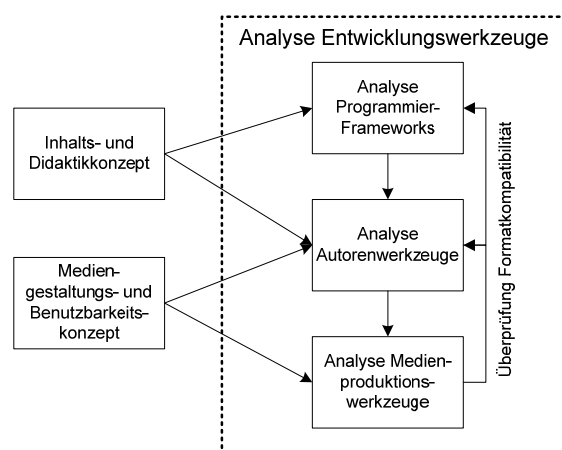 Analyse Entwicklungswerkzeuge
Analyse
Programmier-
Frameworks
Inhalts- und
Didaktikkonzept
Analyse
Autorenwerkzeuge
Medien-
gestaltungs- und
Benutzbarkeits-
konzept
Analyse Medien-
produktions-
werkzeuge
Überprüfung Formatkompatibilität